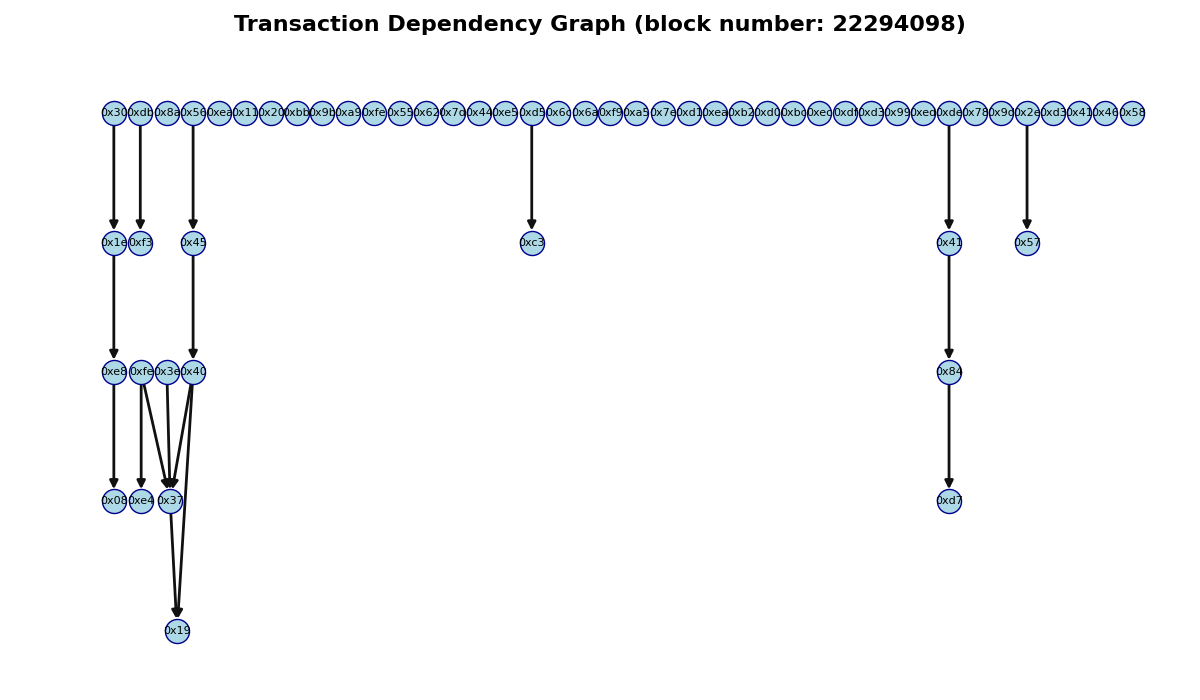 Transaction Dependency Graph (block number: 22294098)
0x30 0xdb 0x8a 0x56 0xea 0x11 0x20 0xbb 0x9b 0xa9 0xfe 0x55 0x62 0x7d 0x44 0xe5 0xd5 0x6c 0x6a 0xf9 0xa5 0x7e 0xd1 0xea 0xb2 0xd0 0xbc 0xec 0xdf 0xd3 0x99 0xed 0xde 0x78 0x9d 0x2e 0xd3 0x41 0x46 0x58
0x1e 0xf3 0x45 0xc3 0x41 0x57
0xe8 0xfe 0x3e 0x40 0x84
0x08 0xe4 0x37 0xd7
0x19